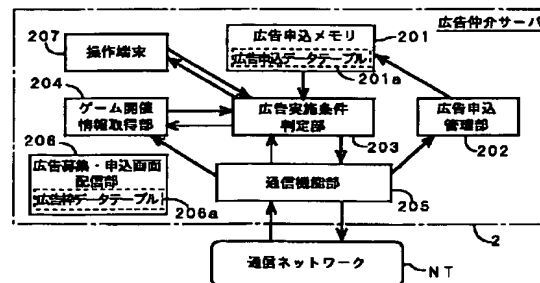 広告仲介サーバ
207
操作端末
広告申込メモリ
広告申込データテーブル
201
201a
204
ゲーム開催
情報取得部
広告実施条件
判定部
203
広告申込
管理部
202
206
広告募集・申込画面
配信部
広告枠データテーブル
206a
通信機能部
205
2
通信ネットワーク
NT